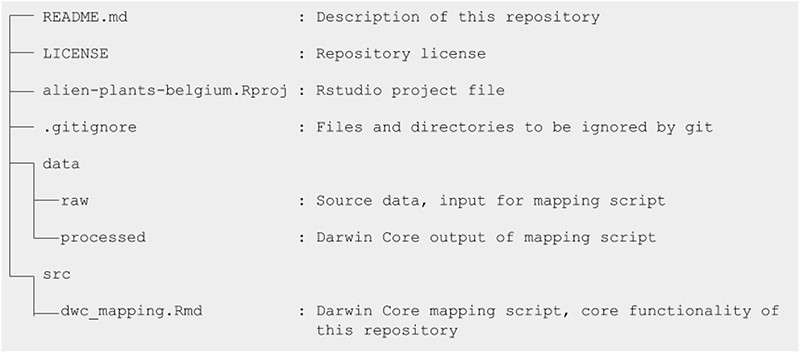 README.md : Description of this repository
LICENSE : Repository license
alien-plants-belgium.Rproj : Rstudio project file
.gitignore : Files and directories to be ignored by git
data
raw : Source data, input for mapping script
processed : Darwin Core output of mapping script
src
dwc_mapping.Rmd : Darwin Core mapping script, core functionality of
this repository